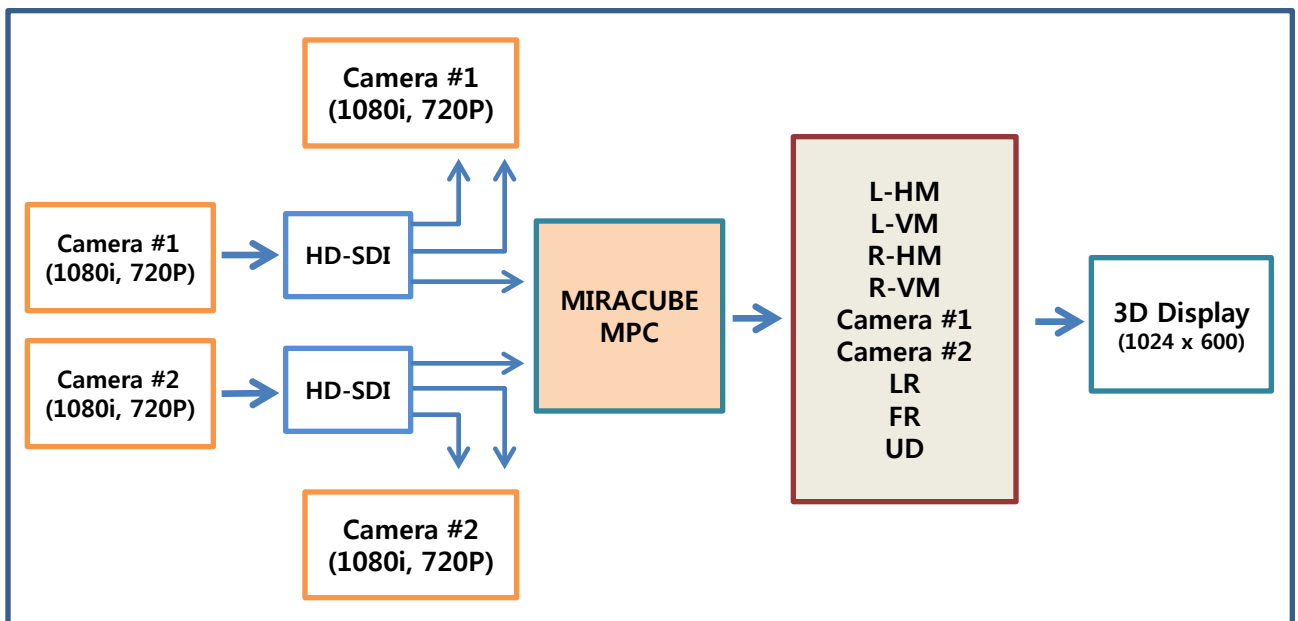 Camera #1
(1080i, 720P)
Camera #1
(1080i, 720P)
HD-SDI
Camera #2
(1080i, 720P)
HD-SDI
Camera #2
(1080i, 720P)
MIRACUBE
MPC
L-HM
L-VM
R-HM
R-VM
Camera #1
Camera #2
LR
FR
UD
3D Display
(1024 x 600)